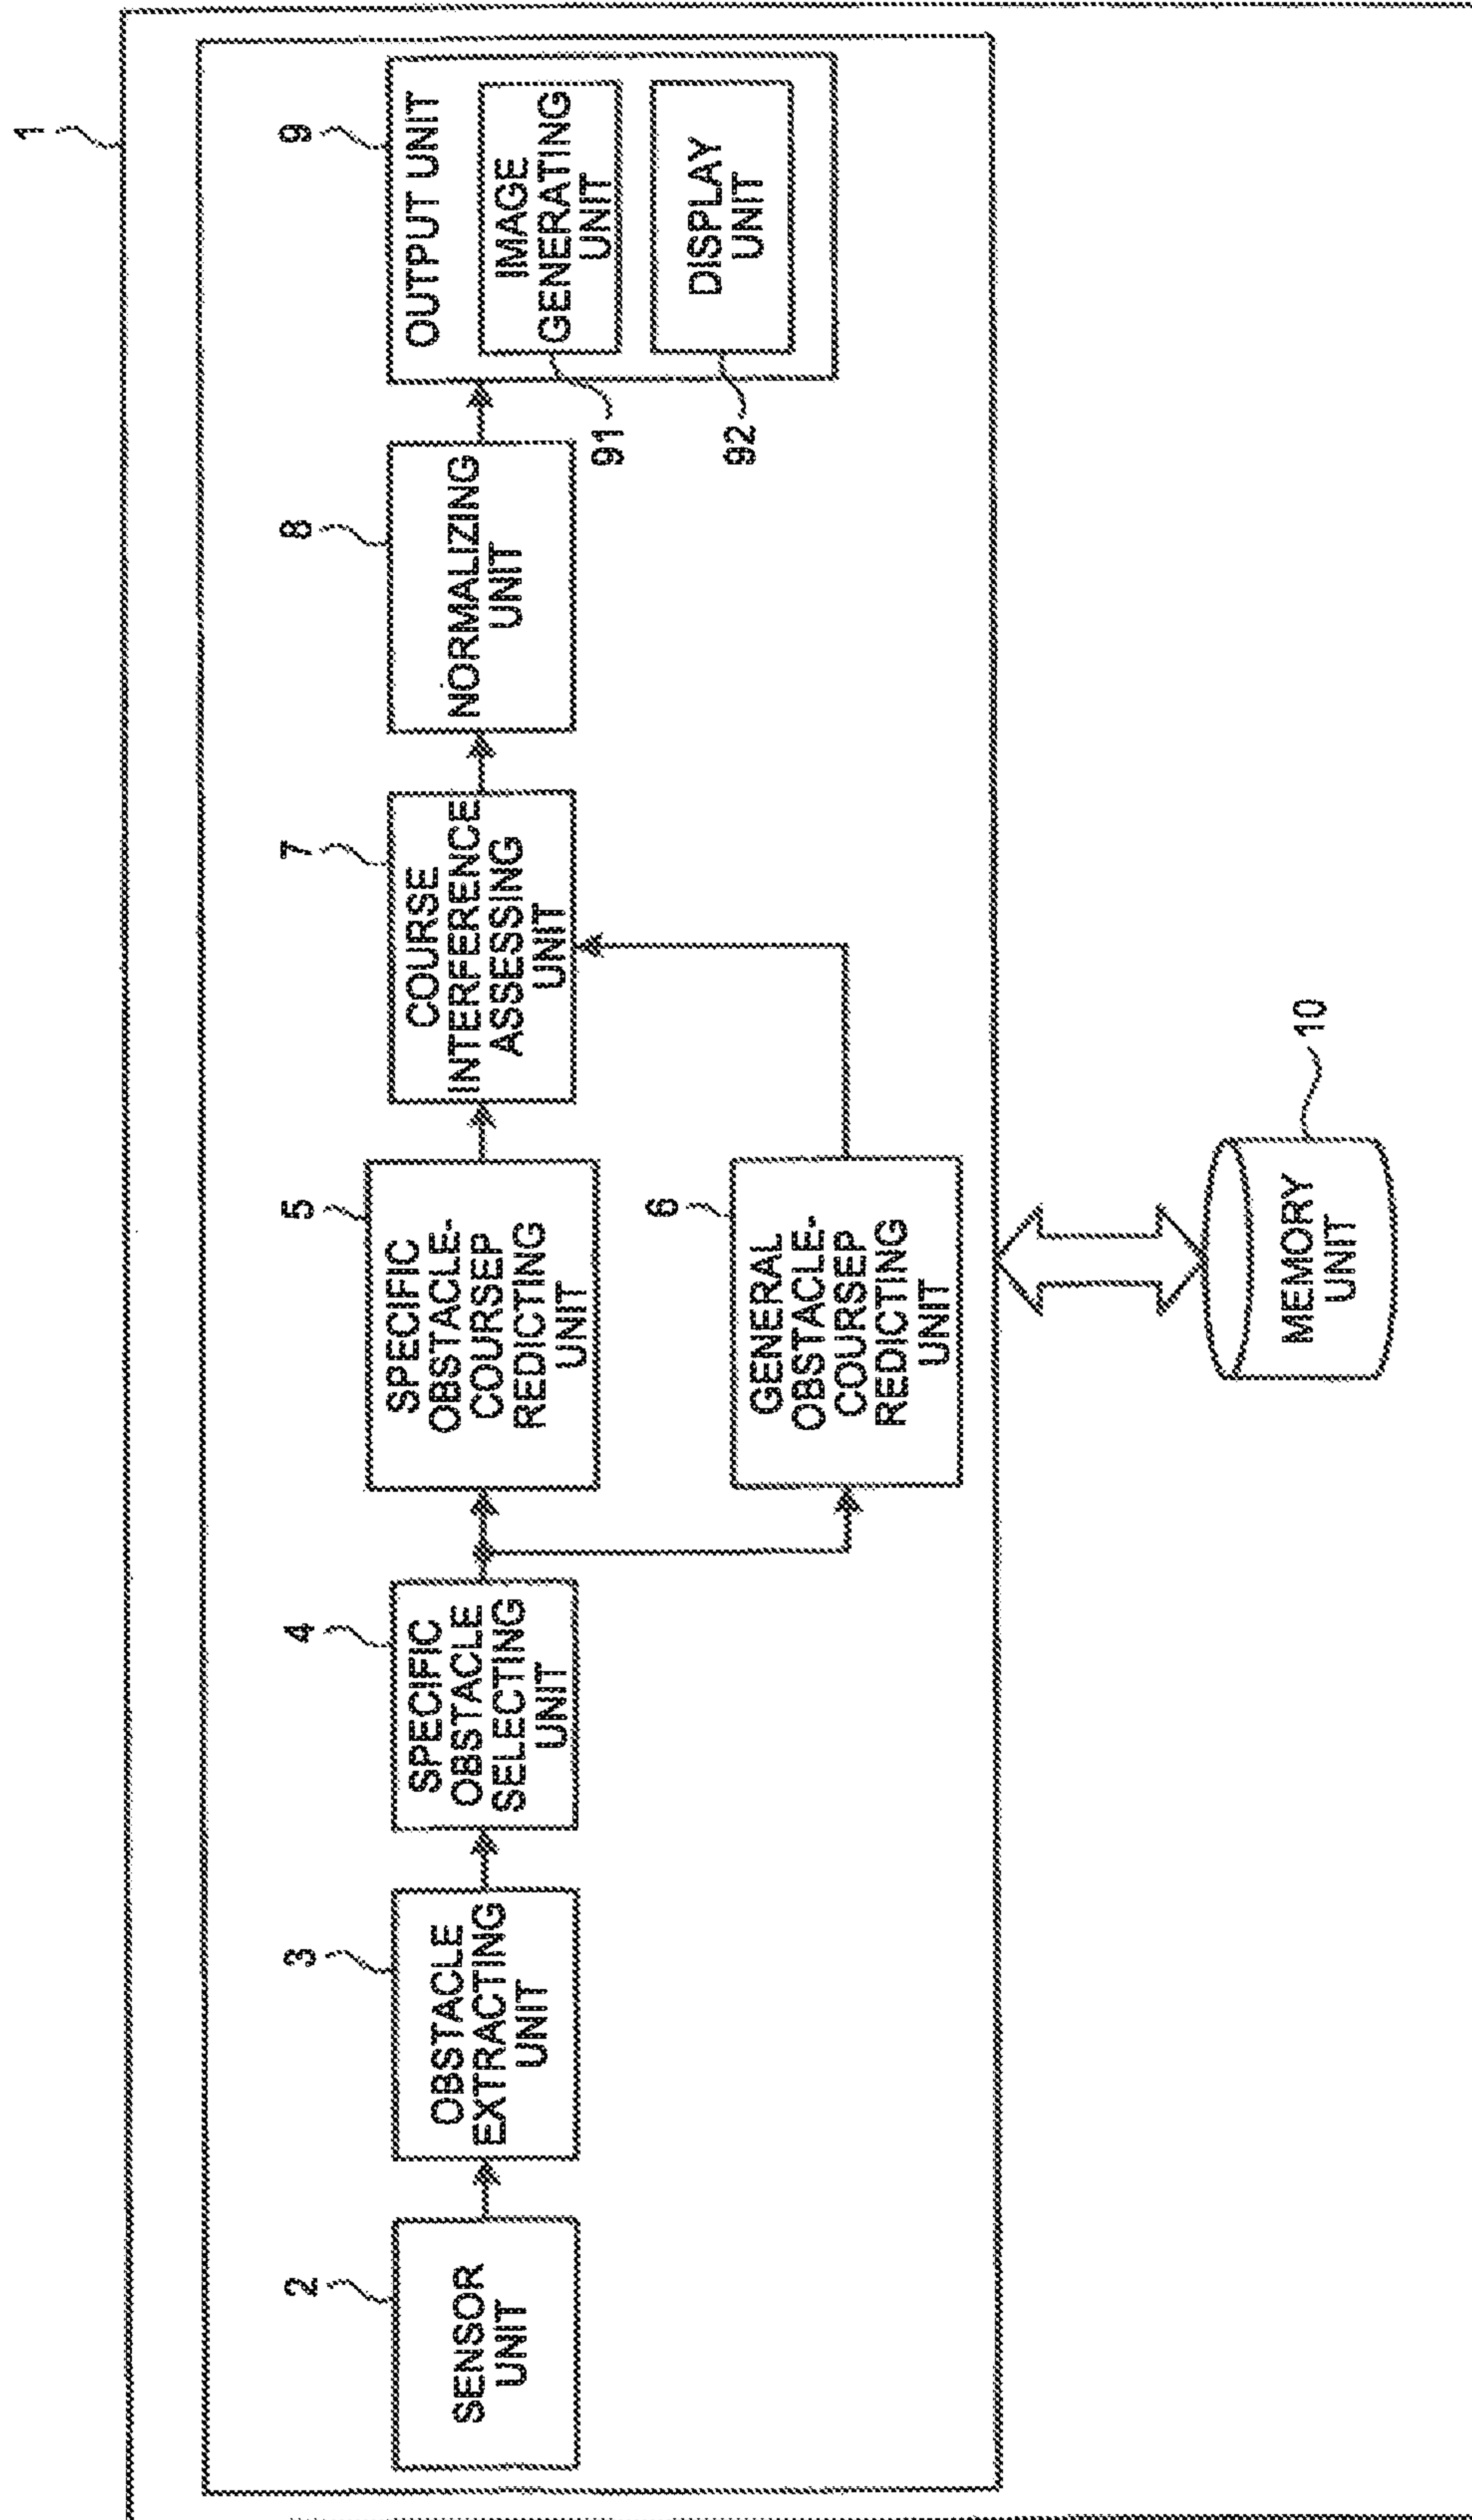 1
2
SENSOR
UNIT
3
OBSTACLE
EXTRACTING
UNIT
4
SPECIFIC
OBSTACLE
SELECTING
UNIT
5
SPECIFIC
OBSTACLE-
COURSEP
REDICTING
UNIT
6
GENERAL
OBSTACLE-
COURSEP
REDICTING
UNIT
7
COURSE
INTERFERENCE
ASSESSING
UNIT
8
NORMALIZING
UNIT
9
OUTPUT UNIT
IMAGE
GENERATING
UNIT
91
DISPLAY
UNIT
92
MEMORY
UNIT
10